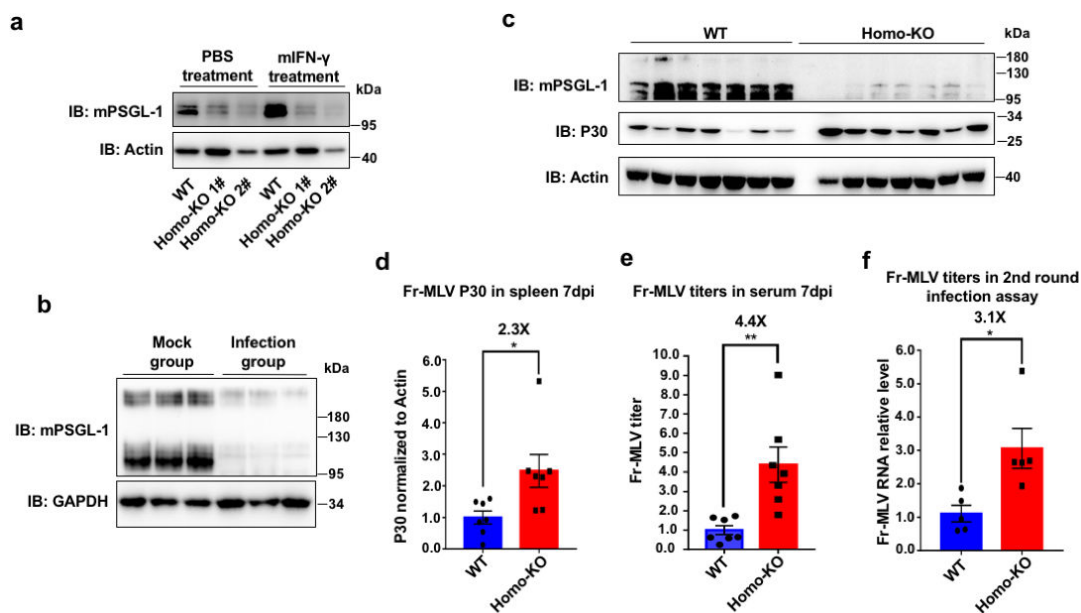 a
PBS treatment
mIFN-γ treatment
kDa
IB: mPSGL-1
95
IB: Actin
40
WT
Homo-KO 1#
Homo-KO 2#
WT
Homo-KO 1#
Homo-KO 2#
b
Mock group
Infection group
kDa
IB: mPSGL-1
180
130
95
IB: GAPDH
34
c
WT
Homo-KO
kDa
IB: mPSGL-1
180
130
95
IB: P30
34
25
IB: Actin
40
d
Fr-MLV P30 in spleen 7dpi
2.3X
*
P30 normalized to Actin
6.0
5.0
4.0
3.0
2.0
1.0
0.0
WT
Homo-KO
e
Fr-MLV titers in serum 7dpi
4.4X
**
Fr-MLV titer
10.0
9.0
8.0
7.0
6.0
5.0
4.0
3.0
2.0
1.0
0.0
WT
Homo-KO
f
Fr-MLV titers in 2nd round
infection assay
3.1X
*
Fr-MLV RNA relative level
6.0
5.0
4.0
3.0
2.0
1.0
0.0
WT
Homo-KO